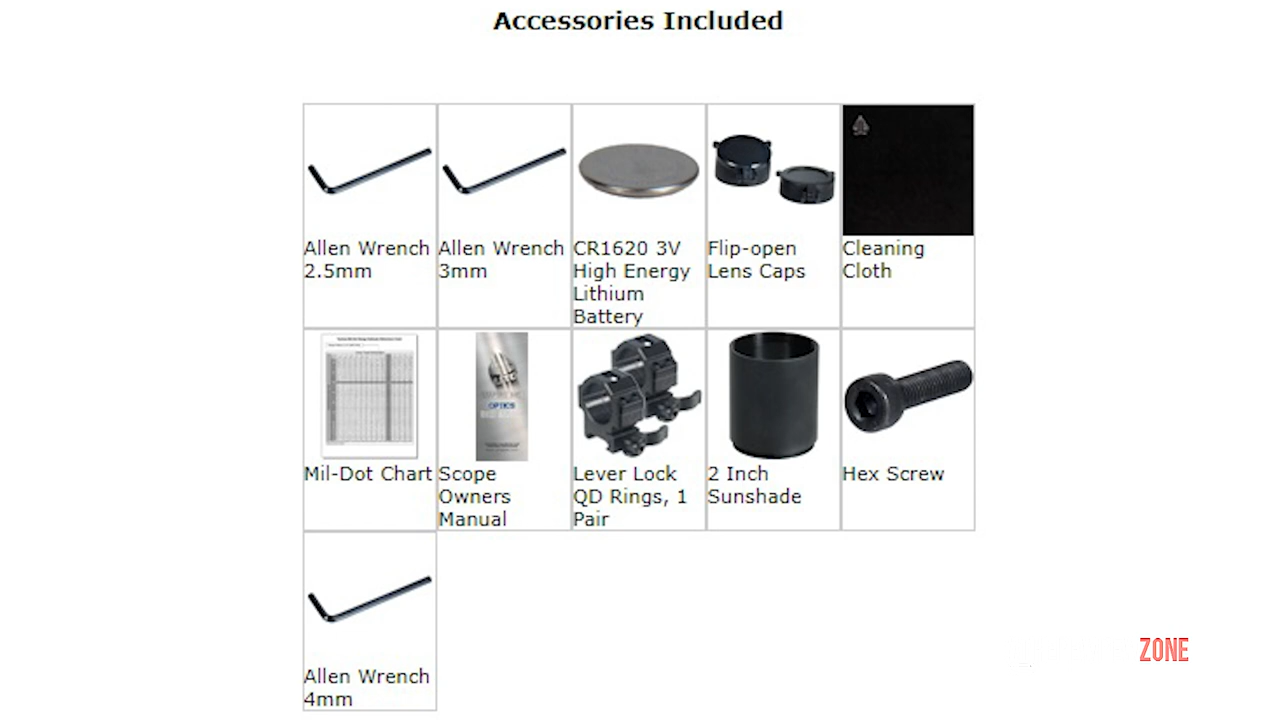 Accessories Included
Allen Wrench
2.5mm
Allen Wrench
3mm
CR1620 3V
High Energy
Lithium
Battery
Flip-open
Lens Caps
Cleaning
Cloth
Mil-Dot Chart
Scope
Owners
Manual
Lever Lock
QD Rings, 1
Pair
2 Inch
Sunshade
Hex Screw
Allen Wrench
4mm
OPTICS
ZONE